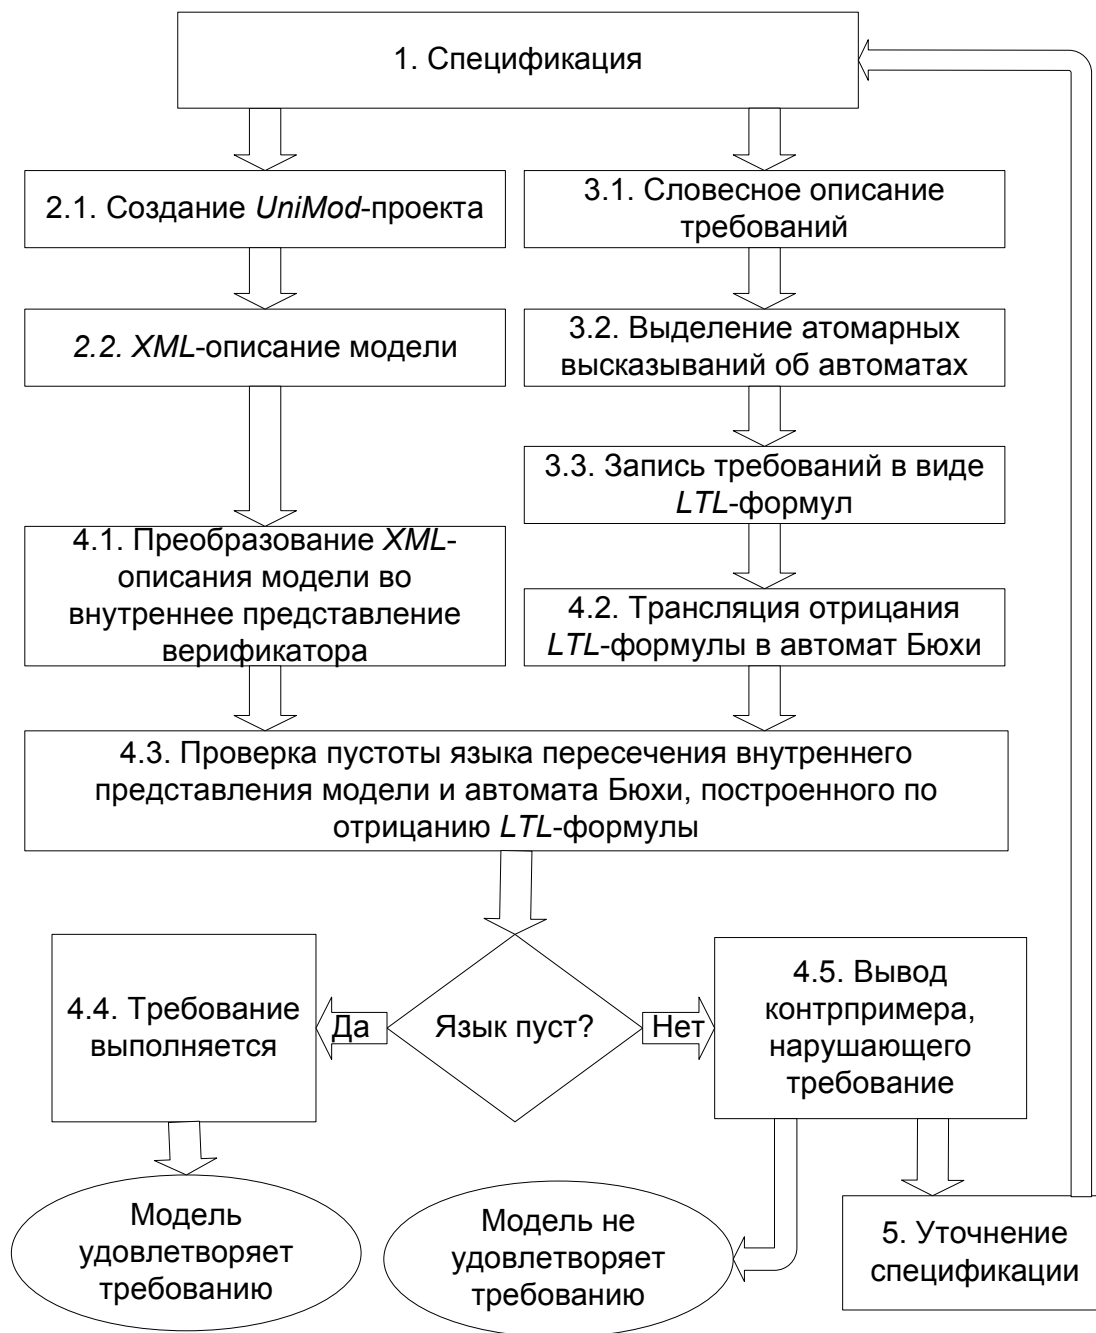 1. Спецификация
2.1. Создание UniMod-проекта
3.1. Словесное описание
требований
2.2. XML-описание модели
3.2. Выделение атомарных
высказываний об автоматах
3.3. Запись требований в виде
LTL-формул
4.1. Преобразование XML-
описания модели во
внутреннее представление
верификатора
4.2. Трансляция отрицания
LTL-формулы в автомат Бюхи
4.3. Проверка пустоты языка пересечения внутреннего
представления модели и автомата Бюхи, построенного по
отрицанию LTL-формулы
4.4. Требование
выполняется
Да
Язык пуст?
Нет
4.5. Вывод
контрпримера,
нарушающего
требование
Модель
удовлетворяет
требованию
Модель не
удовлетворяет
требованию
5. Уточнение
спецификации